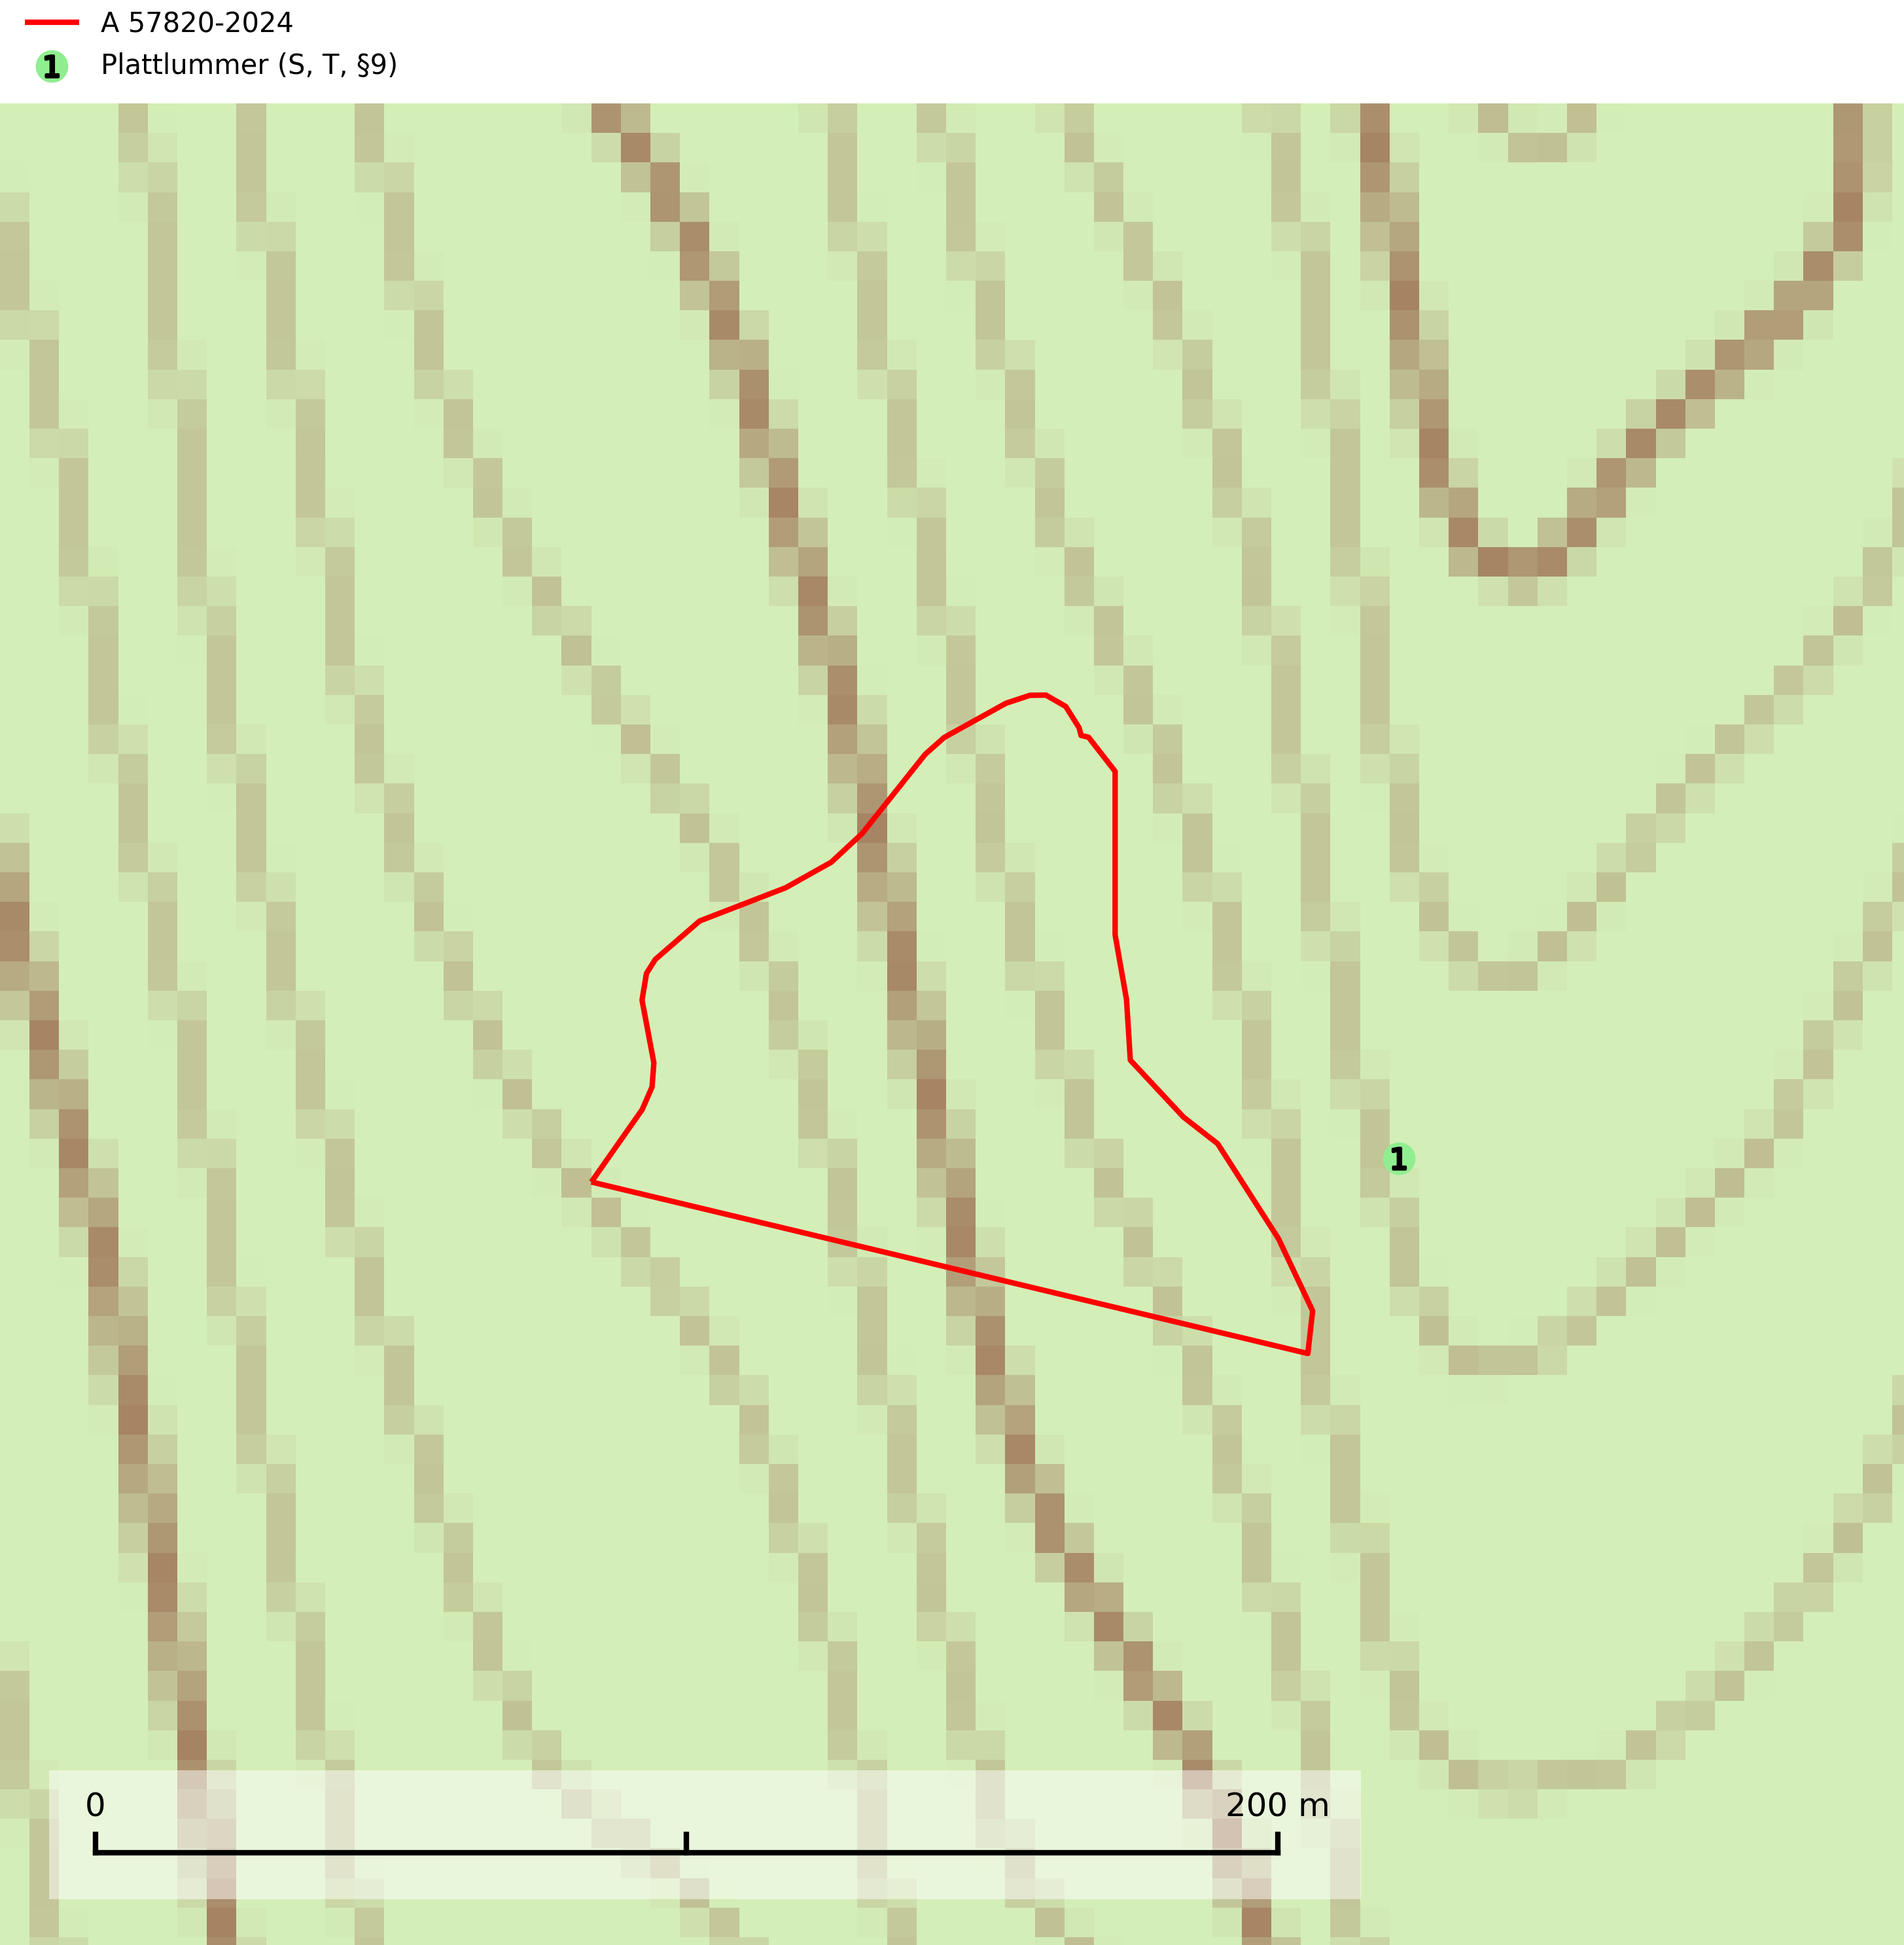 A 57820-2024
1 Plattlummer (S, T, §9)
1
0 200 m